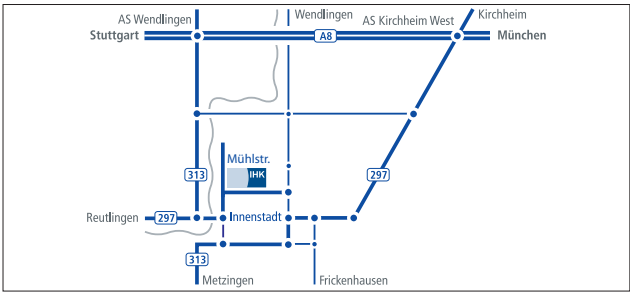 AS Wendlingen
Wendlingen
AS Kirchheim West
Kirchheim
Stuttgart
A8
München
Mühlstr.
IHK
313
297
Reutlingen
297
Innenstadt
313
Metzingen
Frickenhausen